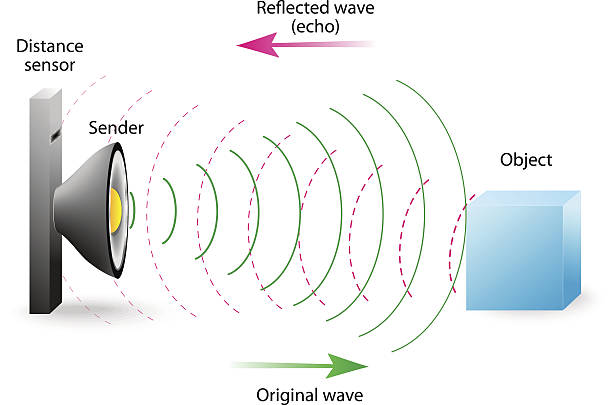 Reflected wave
(echo)
Distance
sensor
Sender
Object
Original wave